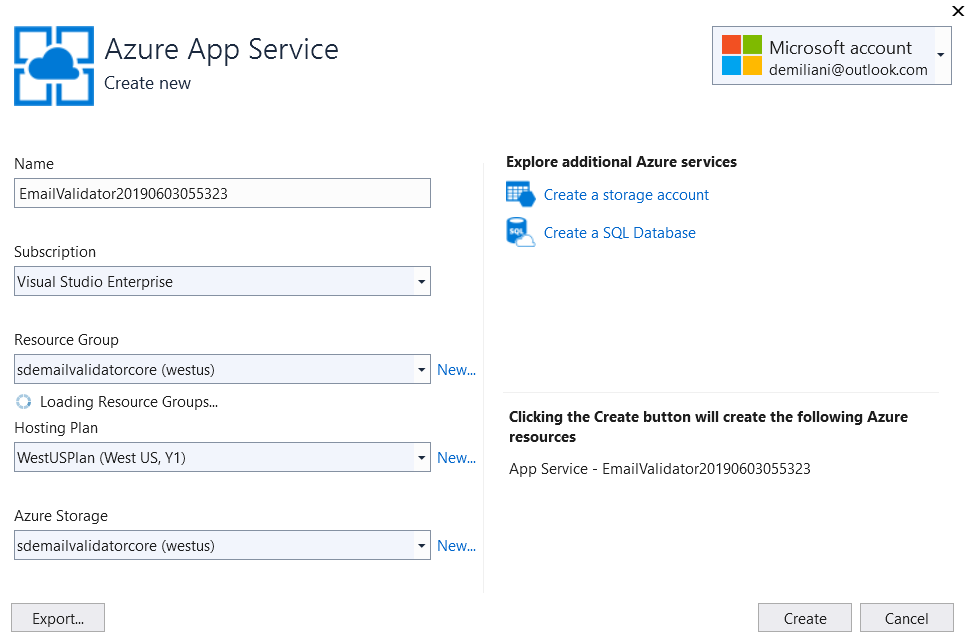 Azure App Service
Create new
Microsoft account
demiliani@outlook.com
Name
EmailValidator20190603055323
Subscription
Visual Studio Enterprise
Resource Group
sdemailvalidatorcore (westus)
New...
Loading Resource Groups...
Hosting Plan
WestUSPlan (West US, Y1)
New...
Azure Storage
sdemailvalidatorcore (westus)
New...
Explore additional Azure services
Create a storage account
SQL
Create a SQL Database
Clicking the Create button will create the following Azure
resources
App Service - EmailValidator20190603055323
Export...
Create
Cancel